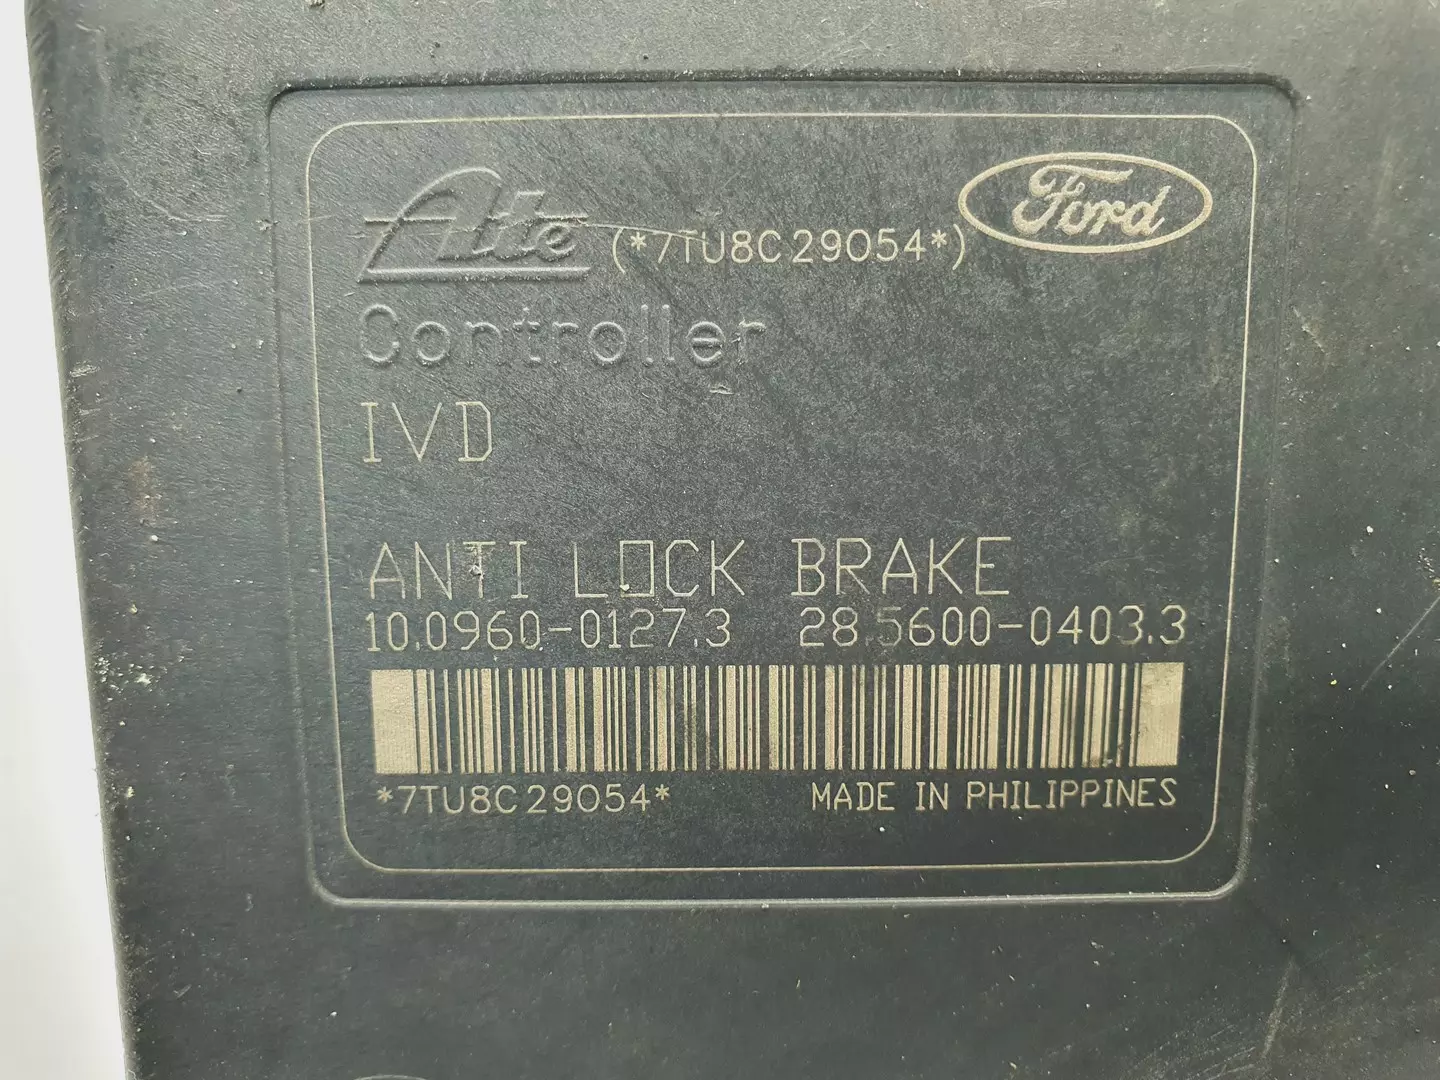 Ate (*7TU8C29054*) Ford
Controller
IVD
ANTI LOCK BRAKE
10.0960-0127.3 28.5600-0403.3
*7TU8C29054* MADE IN PHILIPPINES